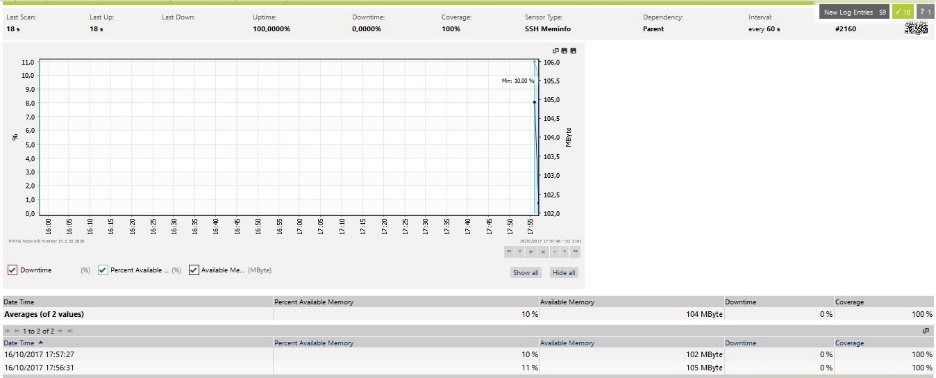 New Log Entries 59 ✓ 10 ? 1
Last Scan: Last Up: Last Down: Uptime: Downtime: Coverage: Sensor Type: Dependency: Interval:
18 s 18 s 100,0000% 0,0000% 100% SSH Meminfo Parent every 60 s #2160
11,0 106,0
10,0 Min: 10,00 % 105,5
9,0 105,0
8,0
7,0 104,5
6,0 104,0
% MByte
5,0
4,0 103,5
3,0 103,0
2,0
1,0 102,5
0,0 102,0
16:00 16:05 16:10 16:15 16:20 16:25 16:30 16:35 16:40 16:45 16:50 16:55 17:00 17:05 17:10 17:15 17:20 17:25 17:30 17:35 17:40 17:45 17:50 17:55
Downtime (%) Percent Available ... (%) Available Me... (MByte)
Show all Hide all
Date Time Percent Available Memory Available Memory Downtime Coverage
Averages (of 2 values) 10 % 104 MByte 0 % 100 %
1 to 2 of 2
Date Time Percent Available Memory Available Memory Downtime Coverage
16/10/2017 17:57:27 10 % 102 MByte 0 % 100 %
16/10/2017 17:56:31 11 % 105 MByte 0 % 100 %